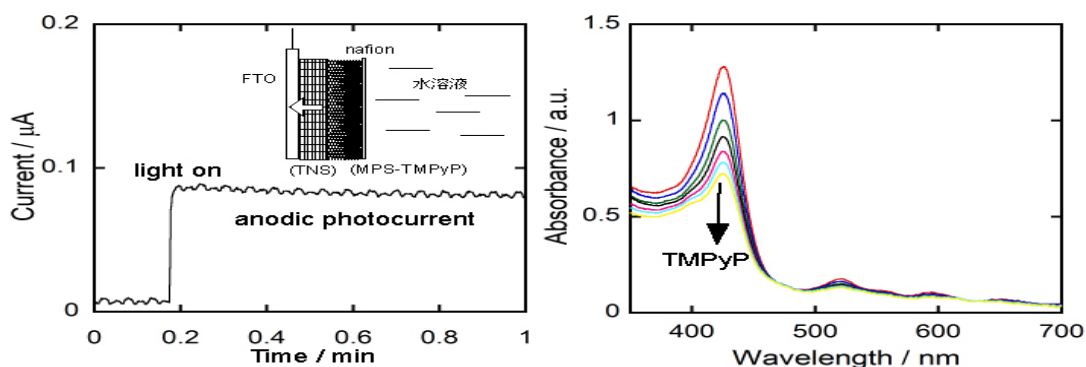 0.2
0.1
0
Current / μA
nafion
FTO
水溶液
(TNS)
(MPS-TMPyP)
light on
anodic photocurrent
0
0.2
0.4
0.6
0.8
1
Time / min
1.5
1
0.5
0
Absorbance / a.u.
TMPyP
400
500
600
700
Wavelength / nm